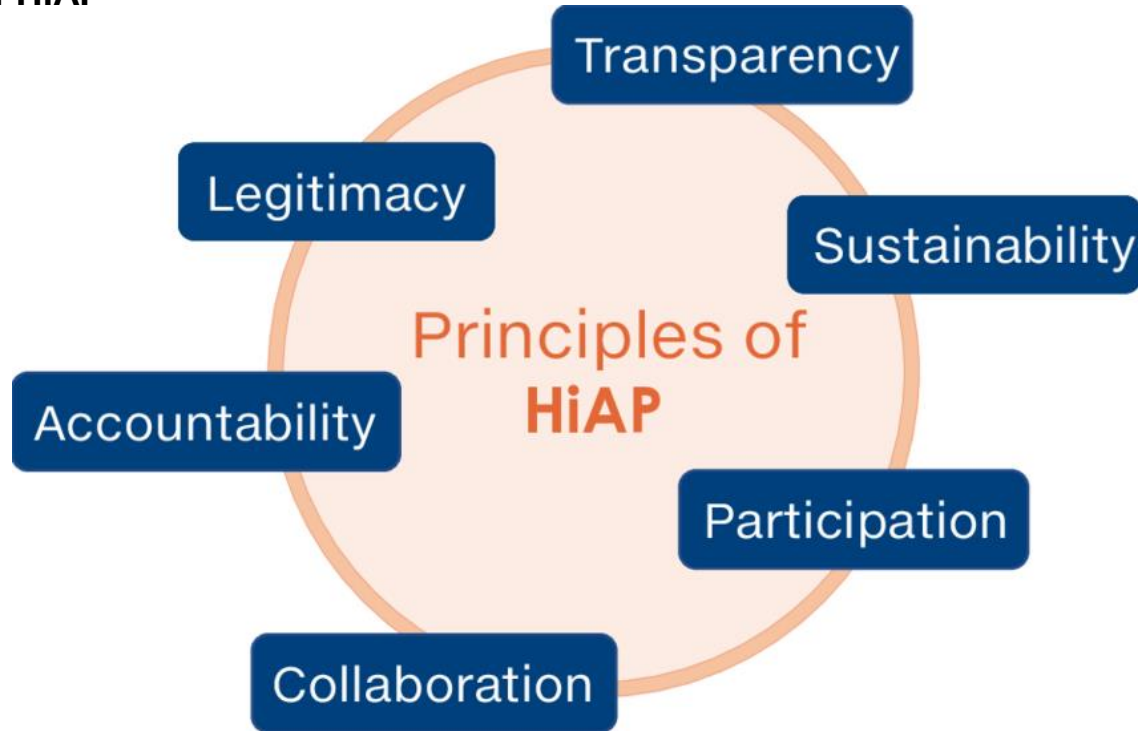 Transparency
Legitimacy
Sustainability
Principles of
HiAP
Accountability
Participation
Collaboration